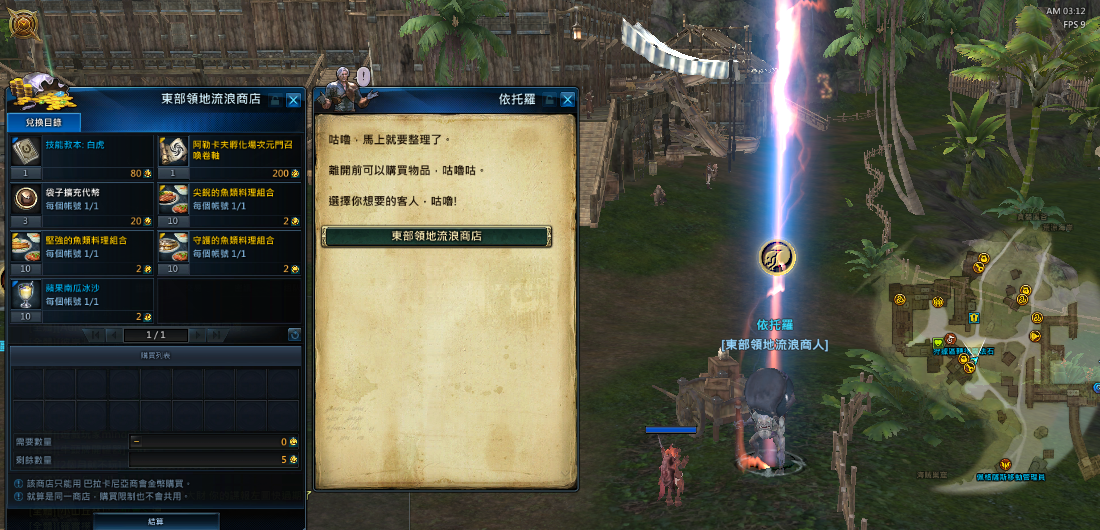 AM 03:12
FPS 9
東部領地流浪商店
兌換目錄
技能教本: 白虎
1
80
阿勒卡夫孵化場次元門召
喚卷軸
1
200
袋子擴充代幣
每個帳號 1/1
3
20
尖銳的魚類料理組合
每個帳號 1/1
10
2
堅強的魚類料理組合
每個帳號 1/1
10
2
守護的魚類料理組合
每個帳號 1/1
10
2
蘋果南瓜冰沙
每個帳號 1/1
10
2
1 / 1
購買列表
需要數量
0
剩餘數量
5
該商店只能用 巴拉卡尼亞商會金幣購買。
就算是同一商店，購買限制也不會共用。
結算
依托羅
咕嚕、馬上就要整理了。
離開前可以購買物品，咕嚕咕。
選擇你想要的客人，咕嚕!
東部領地流浪商店
依托羅
[東部領地流浪商人]
佩格薩斯移動管理員